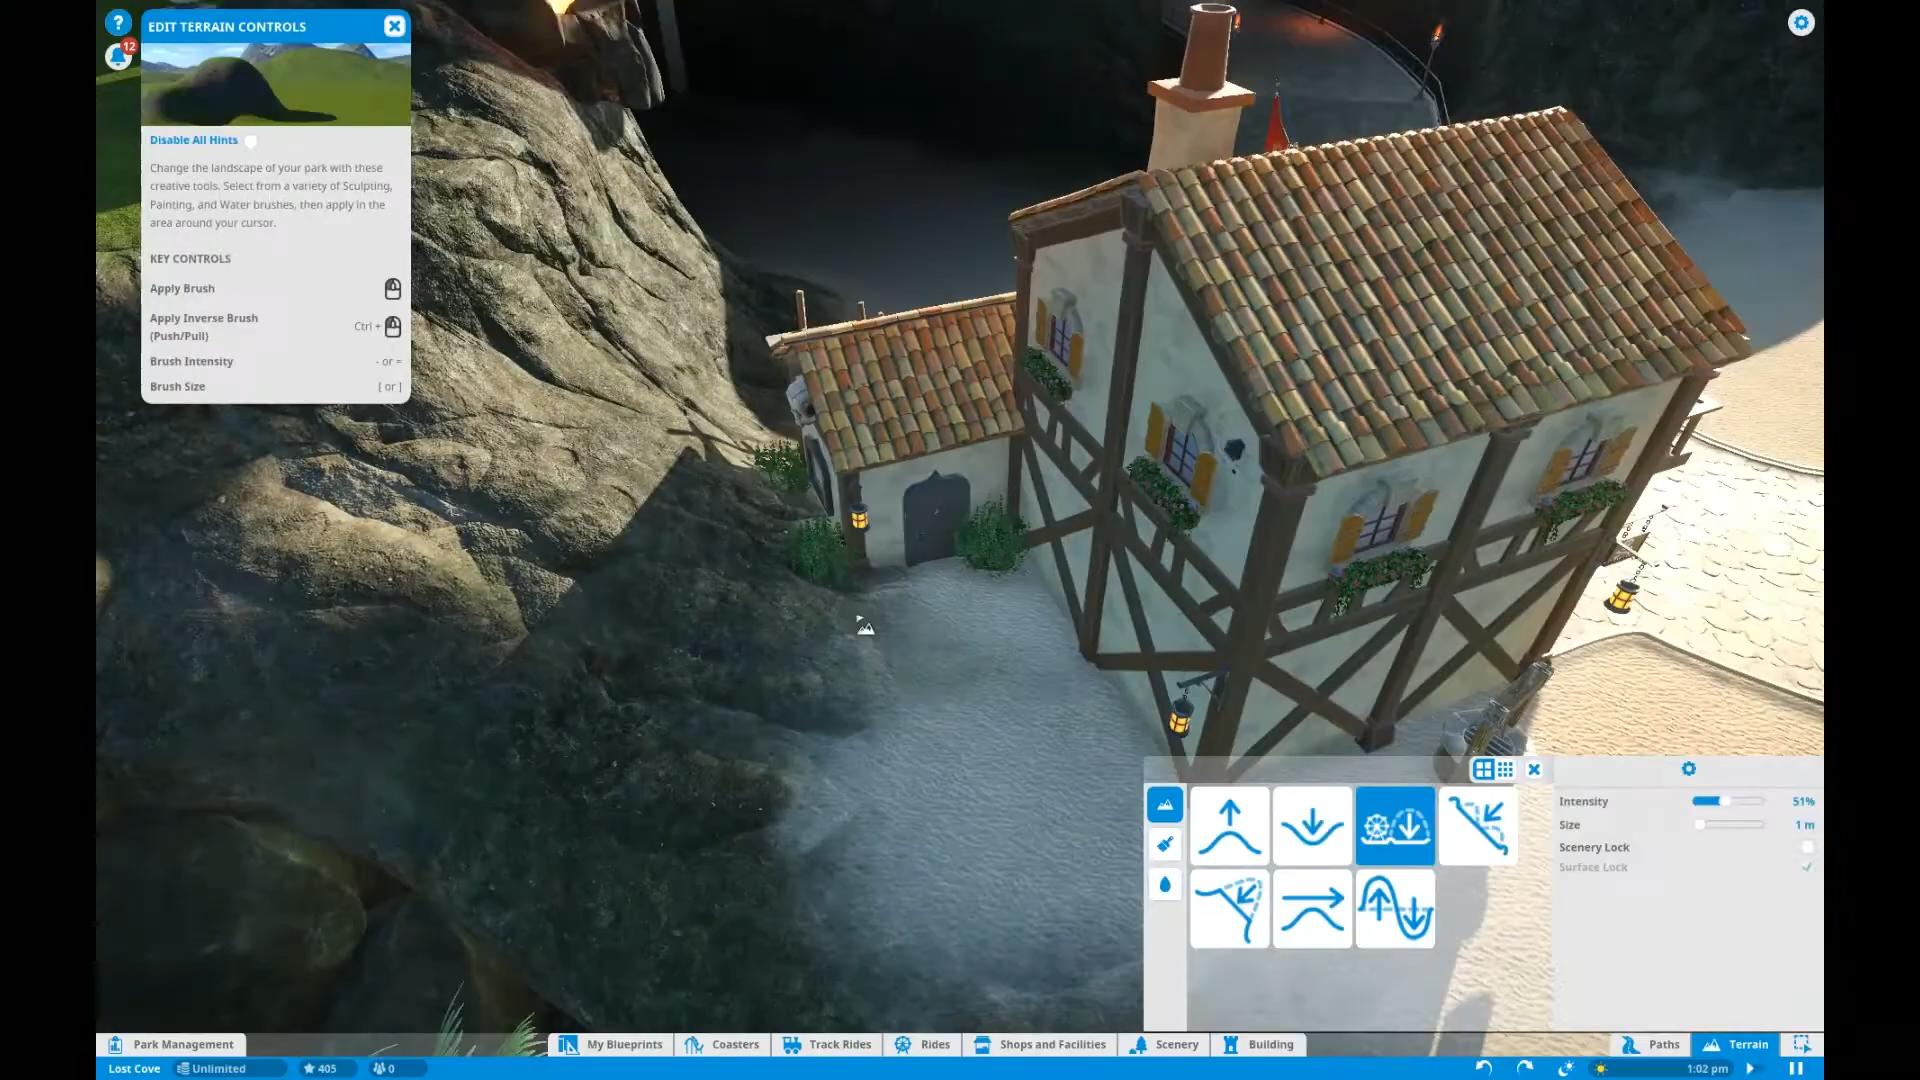 ?
EDIT TERRAIN CONTROLS
12
Disable All Hints
Change the landscape of your park with these
creative tools. Select from a variety of Sculpting,
Painting, and Water brushes, then apply in the
area around your cursor.
KEY CONTROLS
Apply Brush
Apply Inverse Brush
(Push/Pull)
Ctrl +
Brush Intensity
- or =
Brush Size
[ or ]
Intensity
51%
Size
1 m
Scenery Lock
Surface Lock
Park Management
My Blueprints
Coasters
Track Rides
Rides
Shops and Facilities
Scenery
Building
Paths
Terrain
Lost Cove
Unlimited
405
0
1:02 pm